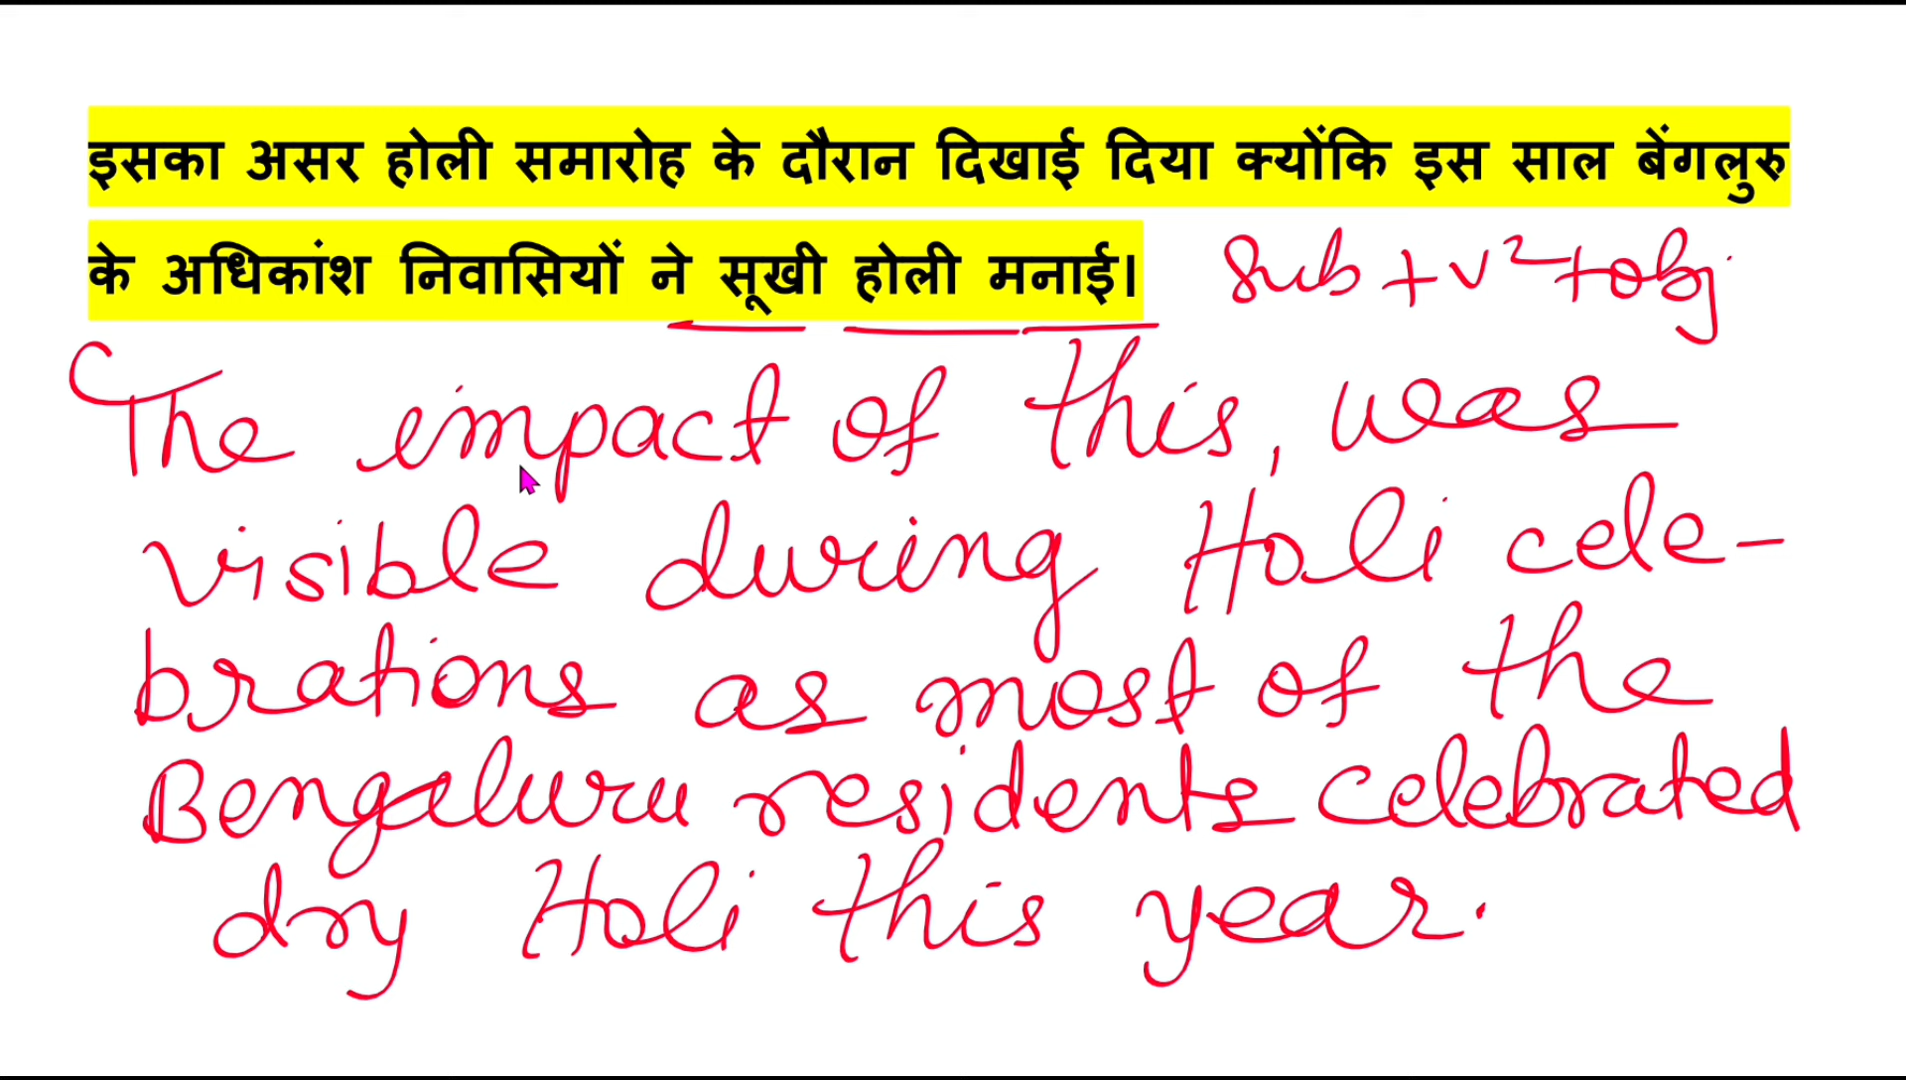 इसका असर होली समारोह के दौरान दिखाई दिया क्योंकि इस साल बेंगलुरु
के अधिकांश निवासियों ने सूखी होली मनाई।
Sub + v² + obj
The impact of this, was
visible during Holi cele-
brations as most of the
Bengaluru residents celebrated
dry Holi this year.